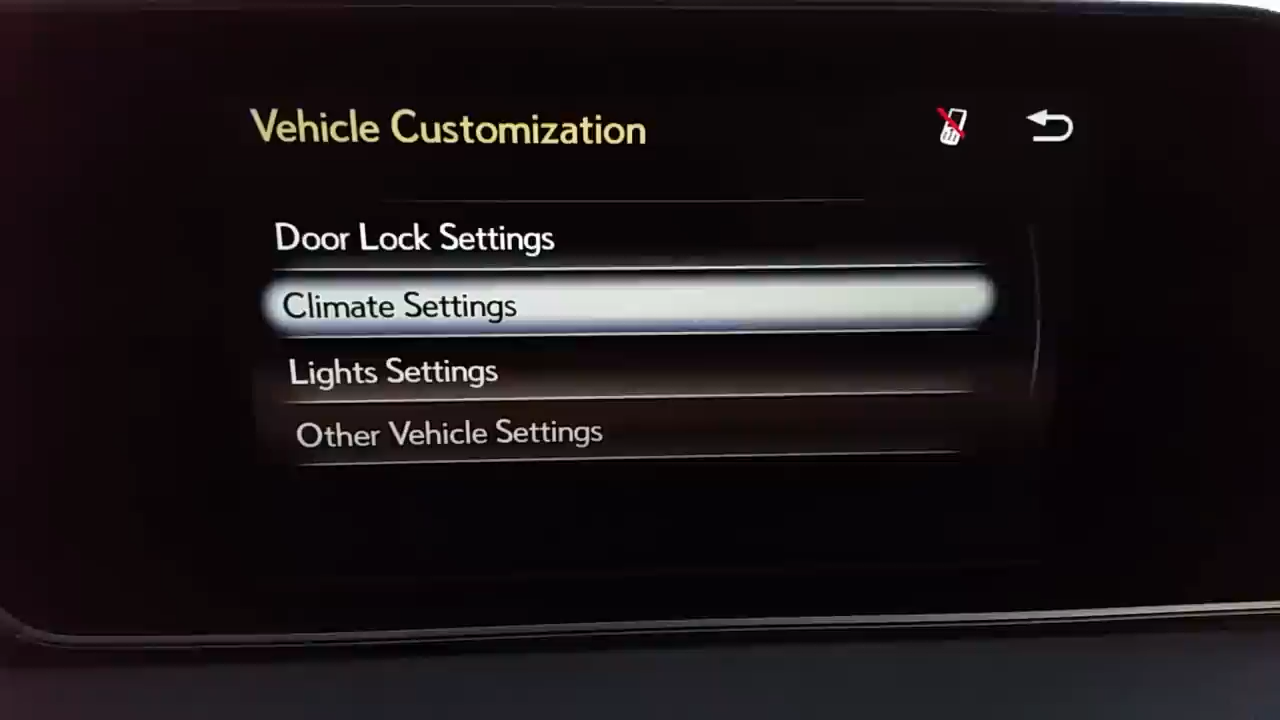 Vehicle Customization
Door Lock Settings
Climate Settings
Lights Settings
Other Vehicle Settings